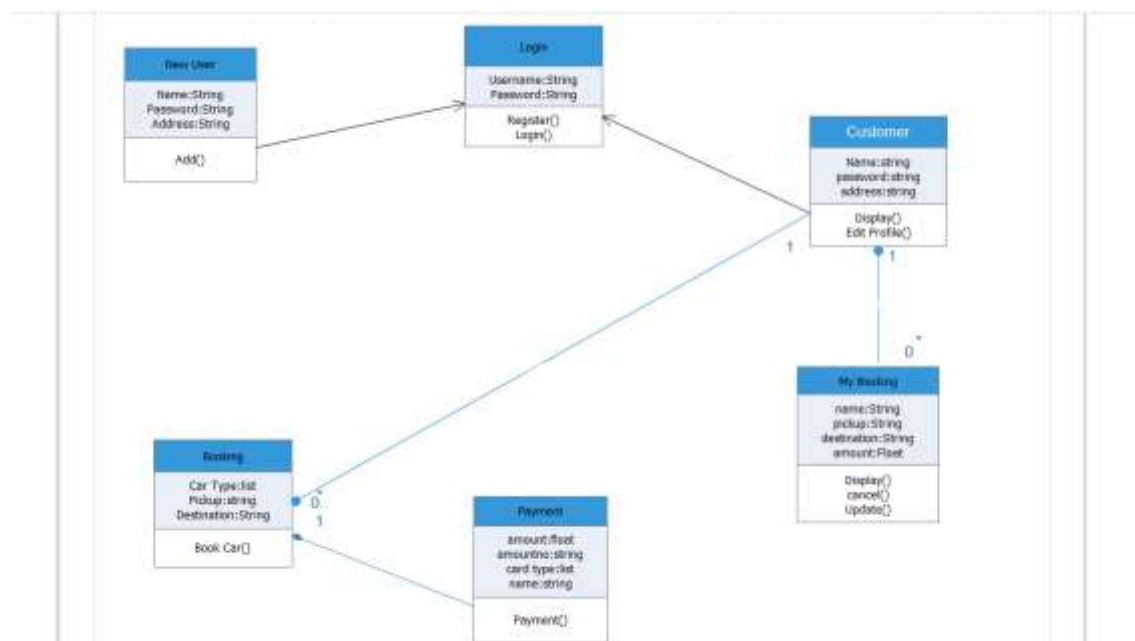 New User
Name:String
Password:String
Address:String
Add()
Login
Username:String
Password:String
Register()
Login()
Customer
Name:string
password:string
address:string
Display()
Edit Profile()
1
1
0*
My Booking
name:String
pickup:String
destination:String
amount:Float
Display()
cancel()
Update()
Booking
Car Type:list
Pickup:string
Destination:String
Book Car()
0..*
1
Payment
amount:float
amountno:string
card type:list
name:string
Payment()